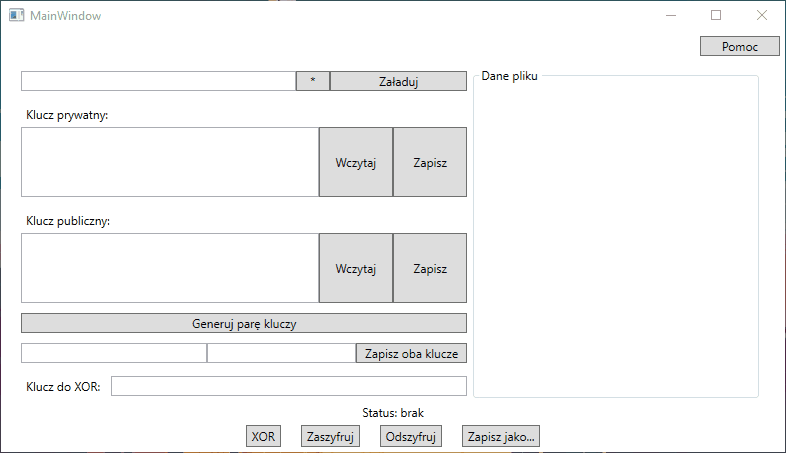 MainWindow
Pomoc
* Załaduj
Dane pliku
Klucz prywatny:
Wczytaj Zapisz
Klucz publiczny:
Wczytaj Zapisz
Generuj parę kluczy
Zapisz oba klucze
Klucz do XOR:
Status: brak
XOR Zaszyfruj Odszyfruj Zapisz jako...